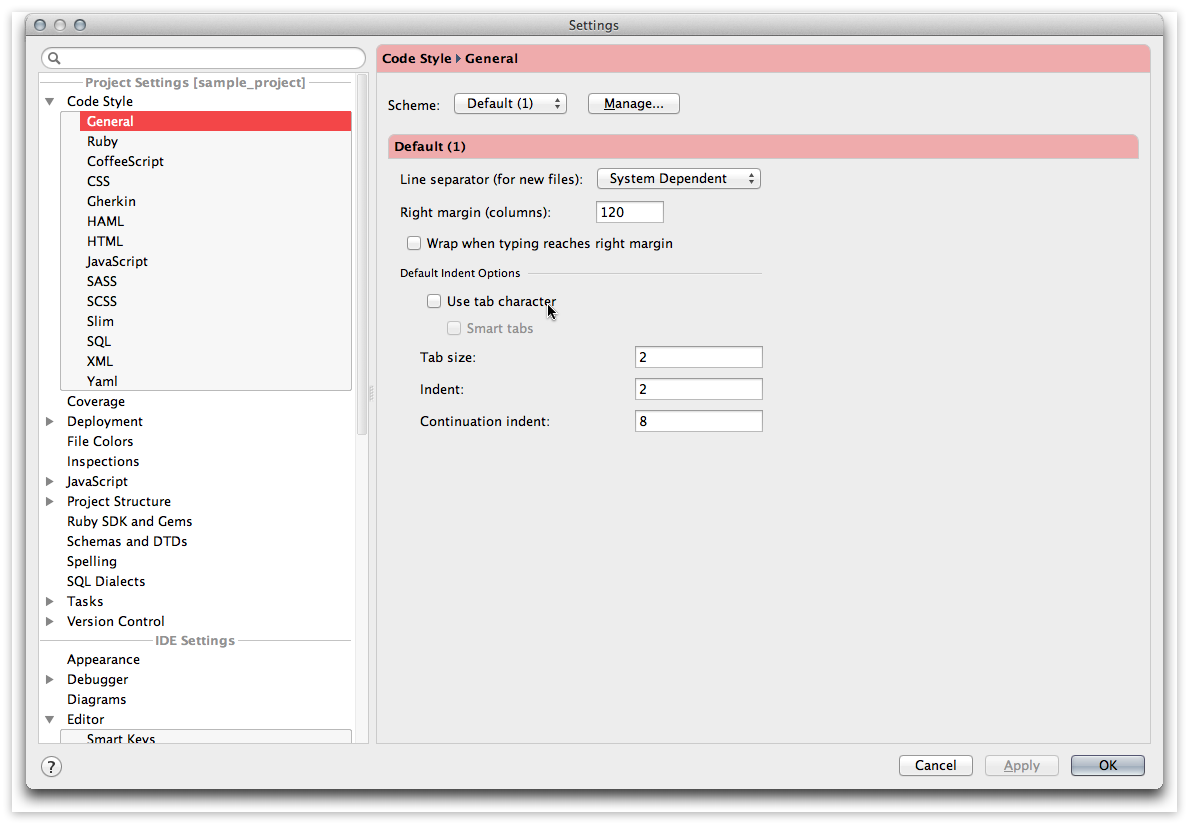 Settings
Project Settings [sample_project]
Code Style
General
Ruby
CoffeeScript
CSS
Gherkin
HAML
HTML
JavaScript
SASS
SCSS
Slim
SQL
XML
Yaml
Coverage
Deployment
File Colors
Inspections
JavaScript
Project Structure
Ruby SDK and Gems
Schemas and DTDs
Spelling
SQL Dialects
Tasks
Version Control
IDE Settings
Appearance
Debugger
Diagrams
Editor
Smart Keys
Code Style General
Scheme: Default (1) Manage...
Default (1)
Line separator (for new files): System Dependent
Right margin (columns): 120
Wrap when typing reaches right margin
Default Indent Options
Use tab character
Smart tabs
Tab size: 2
Indent: 2
Continuation indent: 8
? Cancel Apply OK